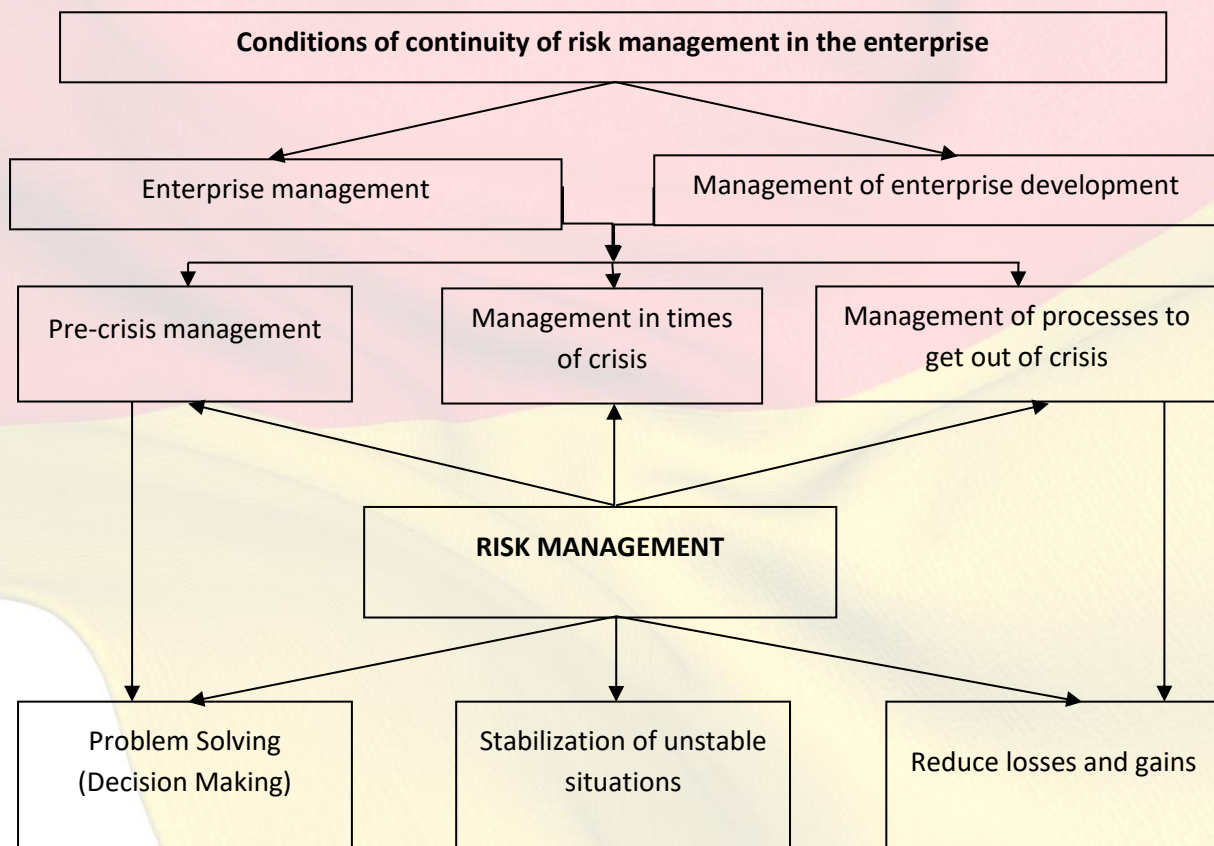 Conditions of continuity of risk management in the enterprise
Enterprise management
Management of enterprise development
Pre-crisis management
Management in times
of crisis
Management of processes to
get out of crisis
RISK MANAGEMENT
Problem Solving
(Decision Making)
Stabilization of unstable
situations
Reduce losses and gains